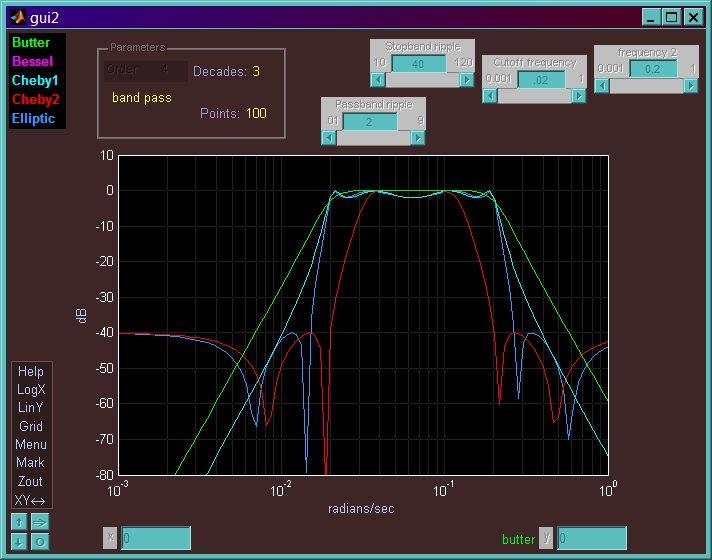 gui2
Butter
Bessel
Cheby1
Cheby2
Elliptic
Parameters
Order: 4 Decades: 3
band pass
Points: 100
Stopband ripple
10 40 120
Cutoff frequency
0.001 .02 1
frequency 2
0.001 0.2 1
Passband ripple
.01 2 9
10
0
-10
-20
-30
-40
-50
-60
-70
-80
dB
10-3 10-2 10-1 100
radians/sec
Help
LogX
LinY
Grid
Menu
Mark
Zout
XY↔
↑ ⇒
↓ O
x 0 butter y 0